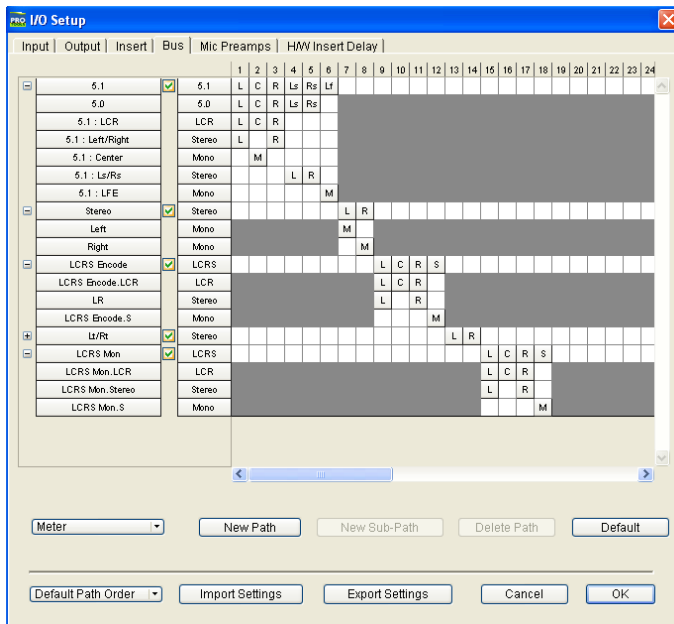 PRO TOOLS I/O Setup
Input Output Insert Bus Mic Preamps H/W Insert Delay
1 2 3 4 5 6 7 8 9 10 11 12 13 14 15 16 17 18 19 20 21 22 23 24
5.1 5.1 L C R Ls Rs Lf
5.0 5.0 L C R Ls Rs
5.1 : LCR LCR L C R
5.1 : Left/Right Stereo L R
5.1 : Center Mono M
5.1 : Ls/Rs Stereo L R
5.1 : LFE Mono M
Stereo Stereo L R
Left Mono M
Right Mono M
LCRS Encode LCRS L C R S
LCRS Encode.LCR LCR L C R
LR Stereo L R
LCRS Encode.S Mono M
Lt/Rt Stereo L R
LCRS Mon LCRS L C R S
LCRS Mon.LCR LCR L C R
LCRS Mon.Stereo Stereo L R
LCRS Mon.S Mono M
Meter New Path New Sub-Path Delete Path Default
Default Path Order Import Settings Export Settings Cancel OK